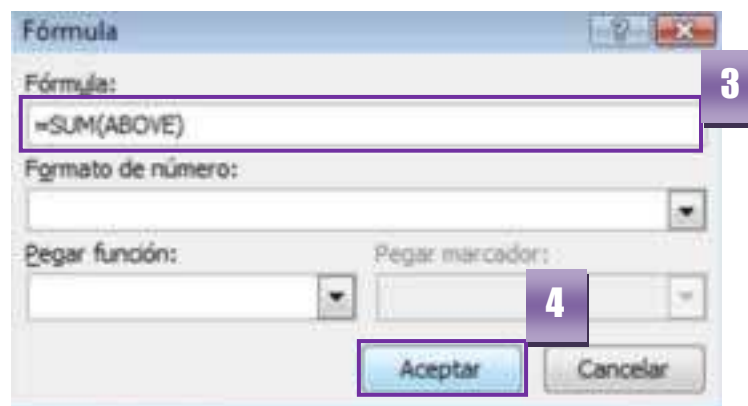 Fórmula
Fórmula:
3
=SUM(ABOVE)
Formato de número:
Pegar función:
Pegar marcador:
4
Aceptar
Cancelar